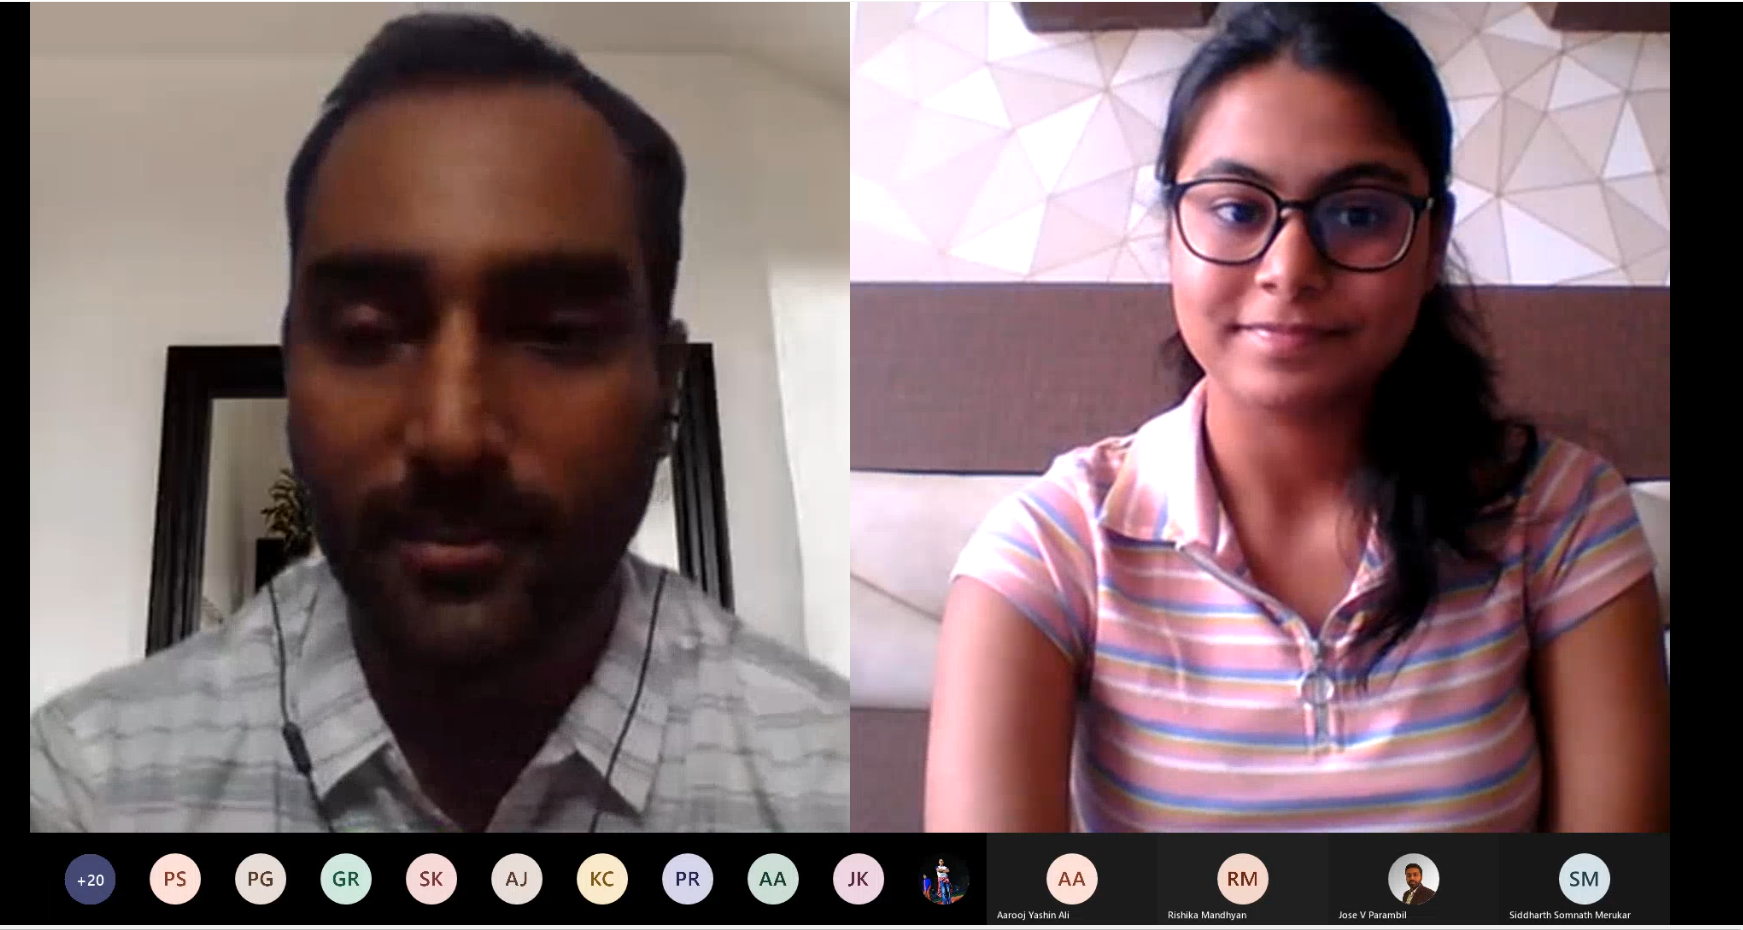 +20
PS
PG
GR
SK
AJ
KC
PR
AA
JK
AA
RM
SM
Aarooj Yashin Ali
Rishika Mandhyan
Jose V Parambil
Siddharth Somnath Merukar